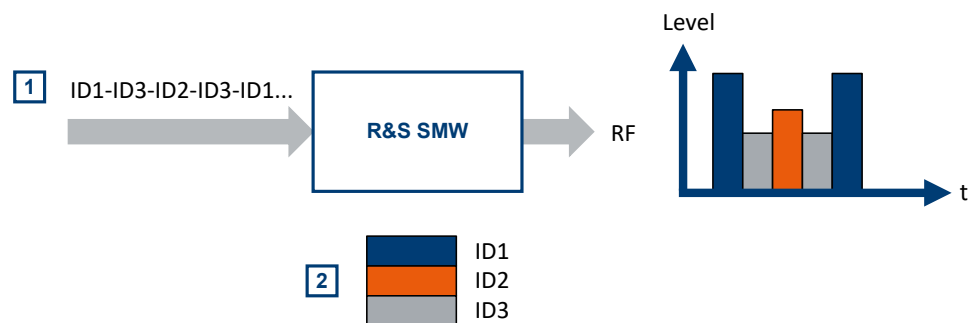 Level
1
ID1-ID3-ID2-ID3-ID1...
R&S SMW
RF
t
2
ID1
ID2
ID3